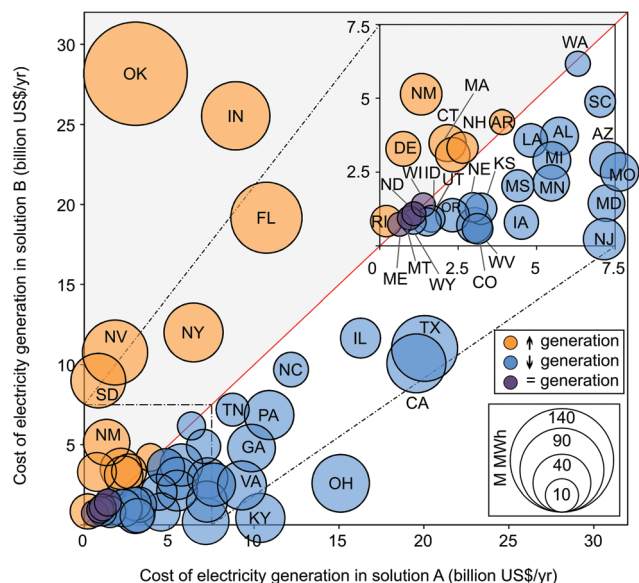 Cost of electricity generation in solution B (billion US$/yr)
30
25
20
15
10
5
0
5
10
15
20
25
30
Cost of electricity generation in solution A (billion US$/yr)
OK
IN
FL
NV
NY
SD
NM
IL
TX
CA
NC
TN
PA
GA
VA
KY
OH
7.5
5
2.5
0
2.5
5
7.5
WA
SC
MA
NM
CT
NH
AR
LA
AL
AZ
DE
NE
KS
MI
MO
WI
ID
UT
ND
MS
MN
OR
MD
RI
IA
NJ
ME
MT
WY
CO
WV
↑ generation
↓ generation
= generation
M MWh
140
90
40
10